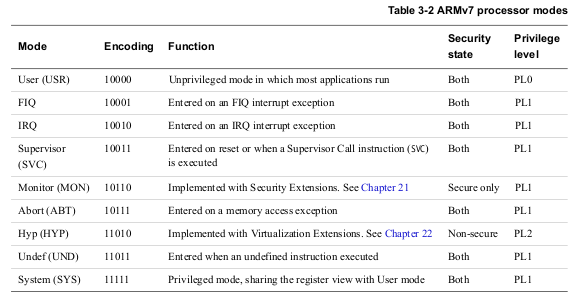 Table 3-2 ARMv7 processor modes
Mode Encoding Function Security state Privilege level
User (USR) 10000 Unprivileged mode in which most applications run Both PL0
FIQ 10001 Entered on an FIQ interrupt exception Both PL1
IRQ 10010 Entered on an IRQ interrupt exception Both PL1
Supervisor (SVC) 10011 Entered on reset or when a Supervisor Call instruction (SVC) is executed Both PL1
Monitor (MON) 10110 Implemented with Security Extensions. See Chapter 21 Secure only PL1
Abort (ABT) 10111 Entered on a memory access exception Both PL1
Hyp (HYP) 11010 Implemented with Virtualization Extensions. See Chapter 22 Non-secure PL2
Undef (UND) 11011 Entered when an undefined instruction executed Both PL1
System (SYS) 11111 Privileged mode, sharing the register view with User mode Both PL1